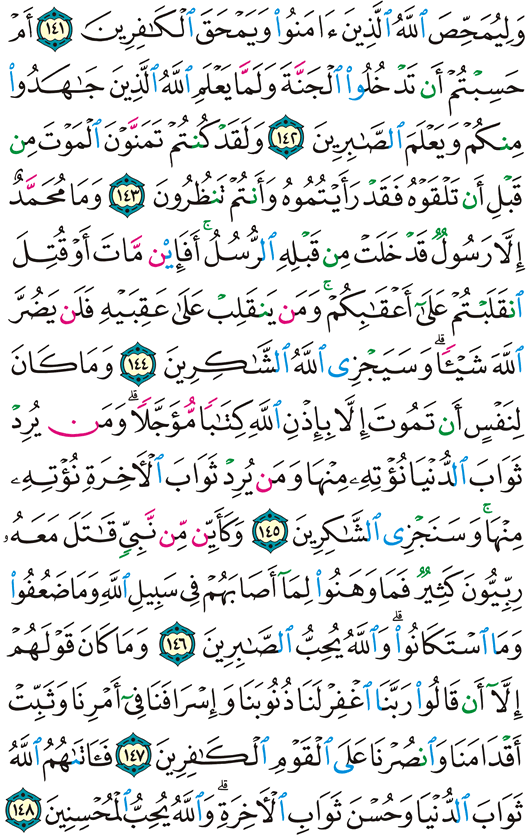 وَلِيُمَحِّصَ ٱللَّهُ ٱلَّذِينَ ءَامَنُوا۟ وَيَمْحَقَ ٱلْكَـٰفِرِينَ ١٤١ أَمْ
حَسِبْتُمْ أَن تَدْخُلُوا۟ ٱلْجَنَّةَ وَلَمَّا يَعْلَمِ ٱللَّهُ ٱلَّذِينَ جَـٰهَدُوا۟
مِنكُمْ وَيَعْلَمَ ٱلصَّـٰبِرِينَ ١٤٢ وَلَقَدْ كُنتُمْ تَمَنَّوْنَ ٱلْمَوْتَ مِن
قَبْلِ أَن تَلْقَوْهُ فَقَدْ رَأَيْتُمُوهُ وَأَنتُمْ تَنظُرُونَ ١٤٣ وَمَا مُحَمَّدٌ
إِلَّا رَسُولٌ قَدْ خَلَتْ مِن قَبْلِهِ ٱلرُّسُلُ ۚ أَفَإِي۟ن مَّاتَ أَوْ قُتِلَ
ٱنقَلَبْتُمْ عَلَىٰٓ أَعْقَـٰبِكُمْ ۚ وَمَن يَنقَلِبْ عَلَىٰ عَقِبَيْهِ فَلَن يَضُرَّ
ٱللَّهَ شَيْـًٔا ۗ وَسَيَجْزِى ٱللَّهُ ٱلشَّـٰكِرِينَ ١٤٤ وَمَا كَانَ
لِنَفْسٍ أَن تَمُوتَ إِلَّا بِإِذْنِ ٱللَّهِ كِتَـٰبًا مُّؤَجَّلًا ۗ وَمَن يُرِدْ
ثَوَابَ ٱلدُّنْيَا نُؤْتِهِۦ مِنْهَا وَمَن يُرِدْ ثَوَابَ ٱلْـَٔاخِرَةِ نُؤْتِهِۦ
مِنْهَا ۚ وَسَنَجْزِى ٱلشَّـٰكِرِينَ ١٤٥ وَكَأَيِّن مِّن نَّبِىٍّ قَـٰتَلَ مَعَهُۥ
رِبِّيُّونَ كَثِيرٌ فَمَا وَهَنُوا۟ لِمَآ أَصَابَهُمْ فِى سَبِيلِ ٱللَّهِ وَمَا ضَعُفُوا۟
وَمَا ٱسْتَكَانُوا۟ ۗ وَٱللَّهُ يُحِبُّ ٱلصَّـٰبِرِينَ ١٤٦ وَمَا كَانَ قَوْلَهُمْ
إِلَّآ أَن قَالُوا۟ رَبَّنَا ٱغْفِرْ لَنَا ذُنُوبَنَا وَإِسْرَافَنَا فِىٓ أَمْرِنَا وَثَبِّتْ
أَقْدَامَنَا وَٱنصُرْنَا عَلَى ٱلْقَوْمِ ٱلْكَـٰفِرِينَ ١٤٧ فَـَٔاتَىٰهُمُ ٱللَّهُ
ثَوَابَ ٱلدُّنْيَا وَحُسْنَ ثَوَابِ ٱلْـَٔاخِرَةِ ۗ وَٱللَّهُ يُحِبُّ ٱلْمُحْسِنِينَ ١٤٨